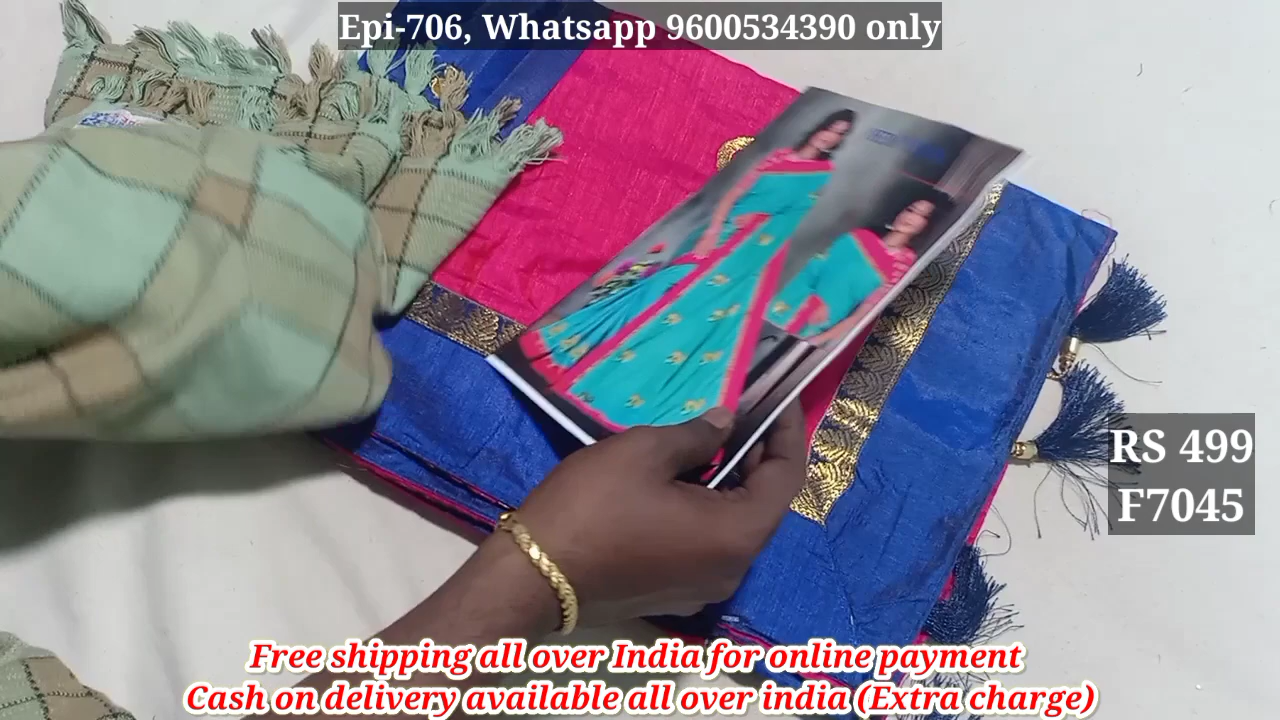 Epi-706, Whatsapp 9600534390 only
RS 499
F7045
Free shipping all over India for online payment
Cash on delivery available all over india (Extra charge)